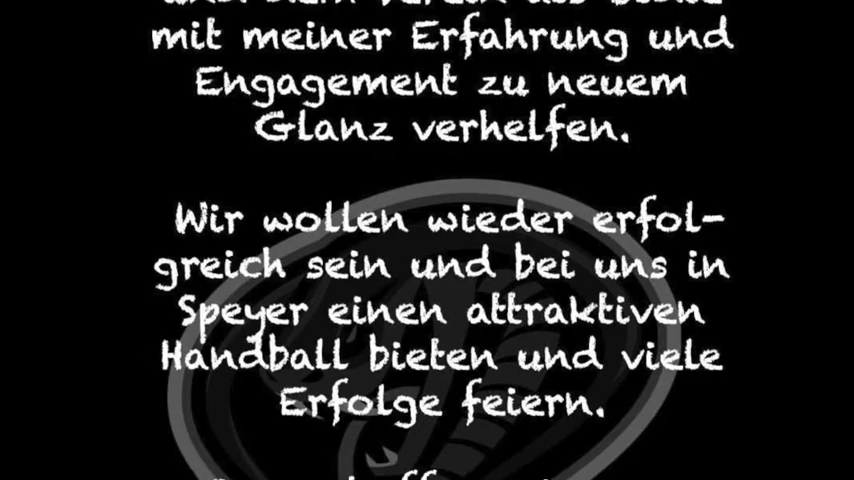 mit meiner Erfahrung und
Engagement zu neuem
Glanz verhelfen.
Wir wollen wieder erfol-
greich sein und bei uns in
Speyer einen attraktiven
Handball bieten und viele
Erfolge feiern.